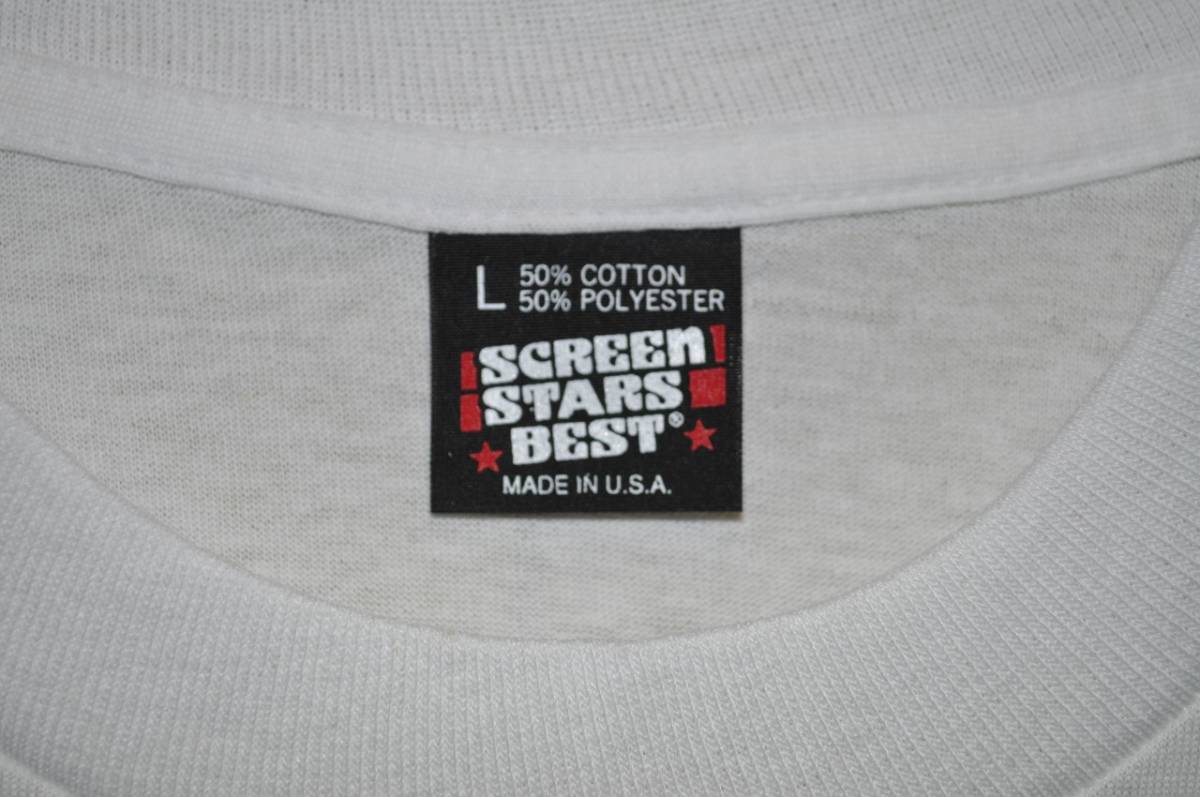 L 50% COTTON
50% POLYESTER
SCREEN
STARS
BEST®
MADE IN U.S.A.